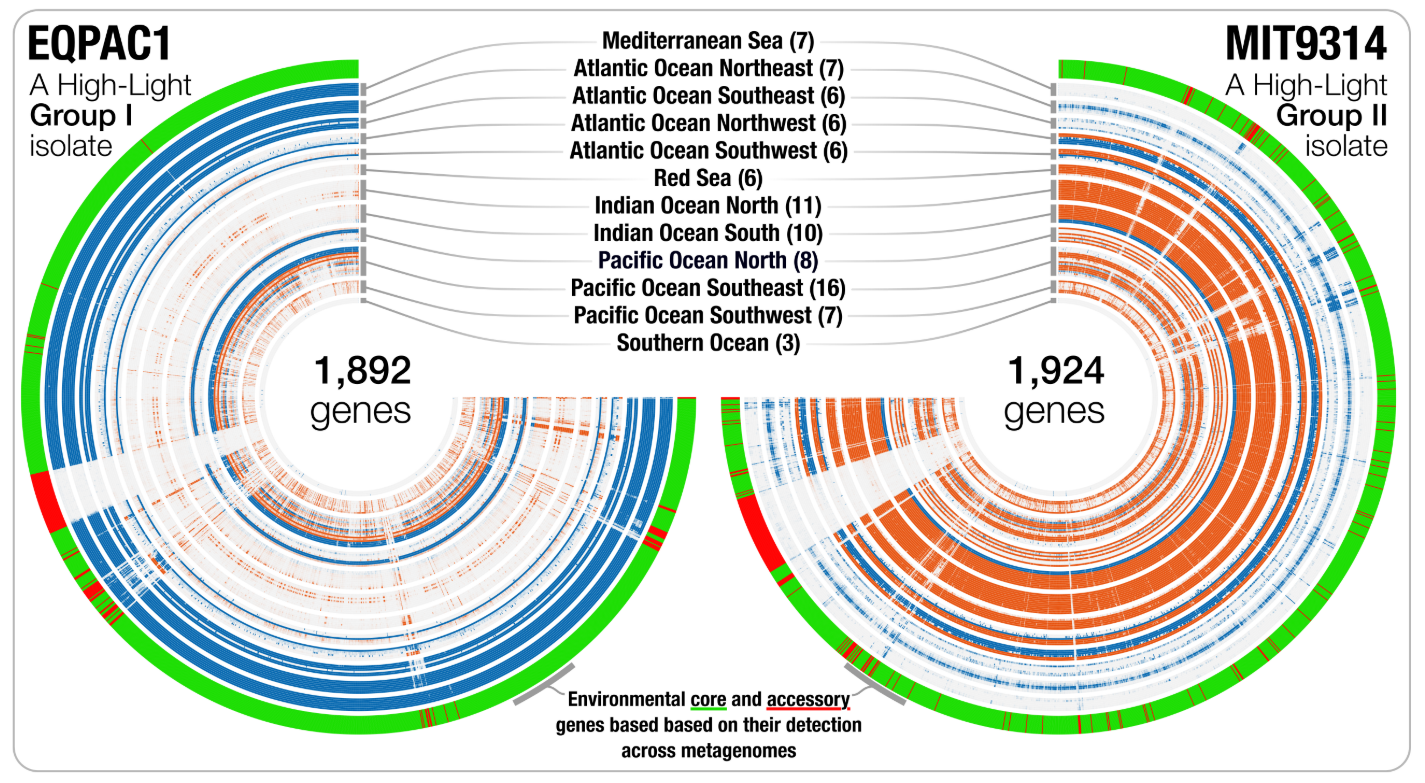 EQPAC1
A High-Light
Group I
isolate
Mediterranean Sea (7)
Atlantic Ocean Northeast (7)
Atlantic Ocean Southeast (6)
Atlantic Ocean Northwest (6)
Atlantic Ocean Southwest (6)
Red Sea (6)
Indian Ocean North (11)
Indian Ocean South (10)
Pacific Ocean North (8)
Pacific Ocean Southeast (16)
Pacific Ocean Southwest (7)
Southern Ocean (3)
MIT9314
A High-Light
Group II
isolate
1,892
genes
1,924
genes
Environmental core and accessory
genes based based on their detection
across metagenomes